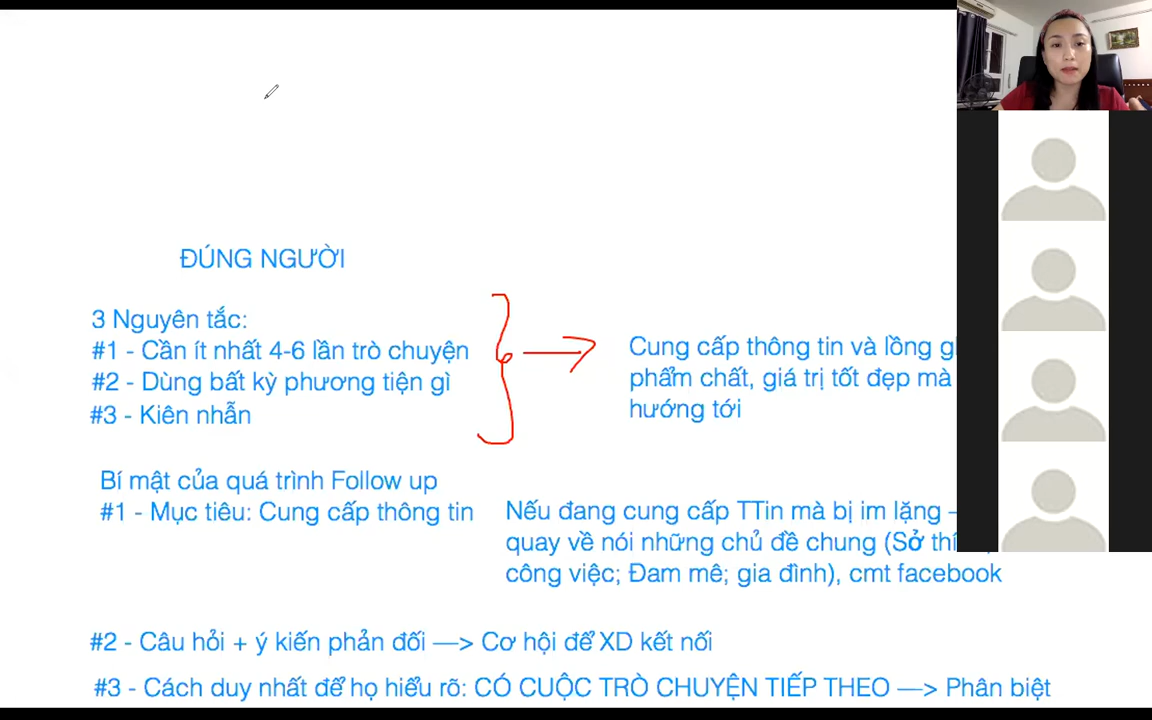 ĐÚNG NGƯỜI
3 Nguyên tắc:
#1 - Cần ít nhất 4-6 lần trò chuyện
#2 - Dùng bất kỳ phương tiện gì
#3 - Kiên nhẫn
Cung cấp thông tin và lồng
phẩm chất, giá trị tốt đẹp mà
hướng tới
Bí mật của quá trình Follow up
#1 - Mục tiêu: Cung cấp thông tin
Nếu đang cung cấp TTin mà bị im lặng –
quay về nói những chủ đề chung (Sở
công việc; Đam mê; gia đình), cmt facebook
#2 - Câu hỏi + ý kiến phản đối —> Cơ hội để XD kết nối
#3 - Cách duy nhất để họ hiểu rõ: CÓ CUỘC TRÒ CHUYỆN TIẾP THEO —> Phân biệt